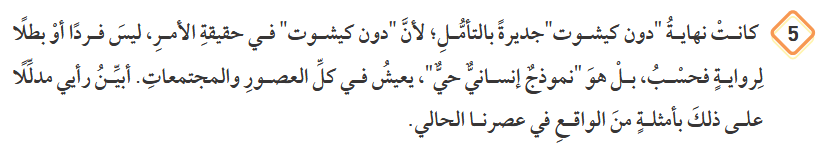 5 كانتْ نهايةُ "دون كيشوت"جديرةً بالتأمُّلِ؛ لأنَّ "دون كيشوت" في حقيقةِ الأمرِ، ليسَ فردًا أوْ بطلًا
لِروايةٍ فحسْبُ، بلْ هوَ "نموذجٌ إنسانيٌّ حيٌّ"، يعيشُ في كلِّ العصورِ والمجتمعاتِ. أبيِّنُ رأيي مدلِّلًا
على ذلكَ بأمثلةٍ منَ الواقعِ في عصرنا الحالي.